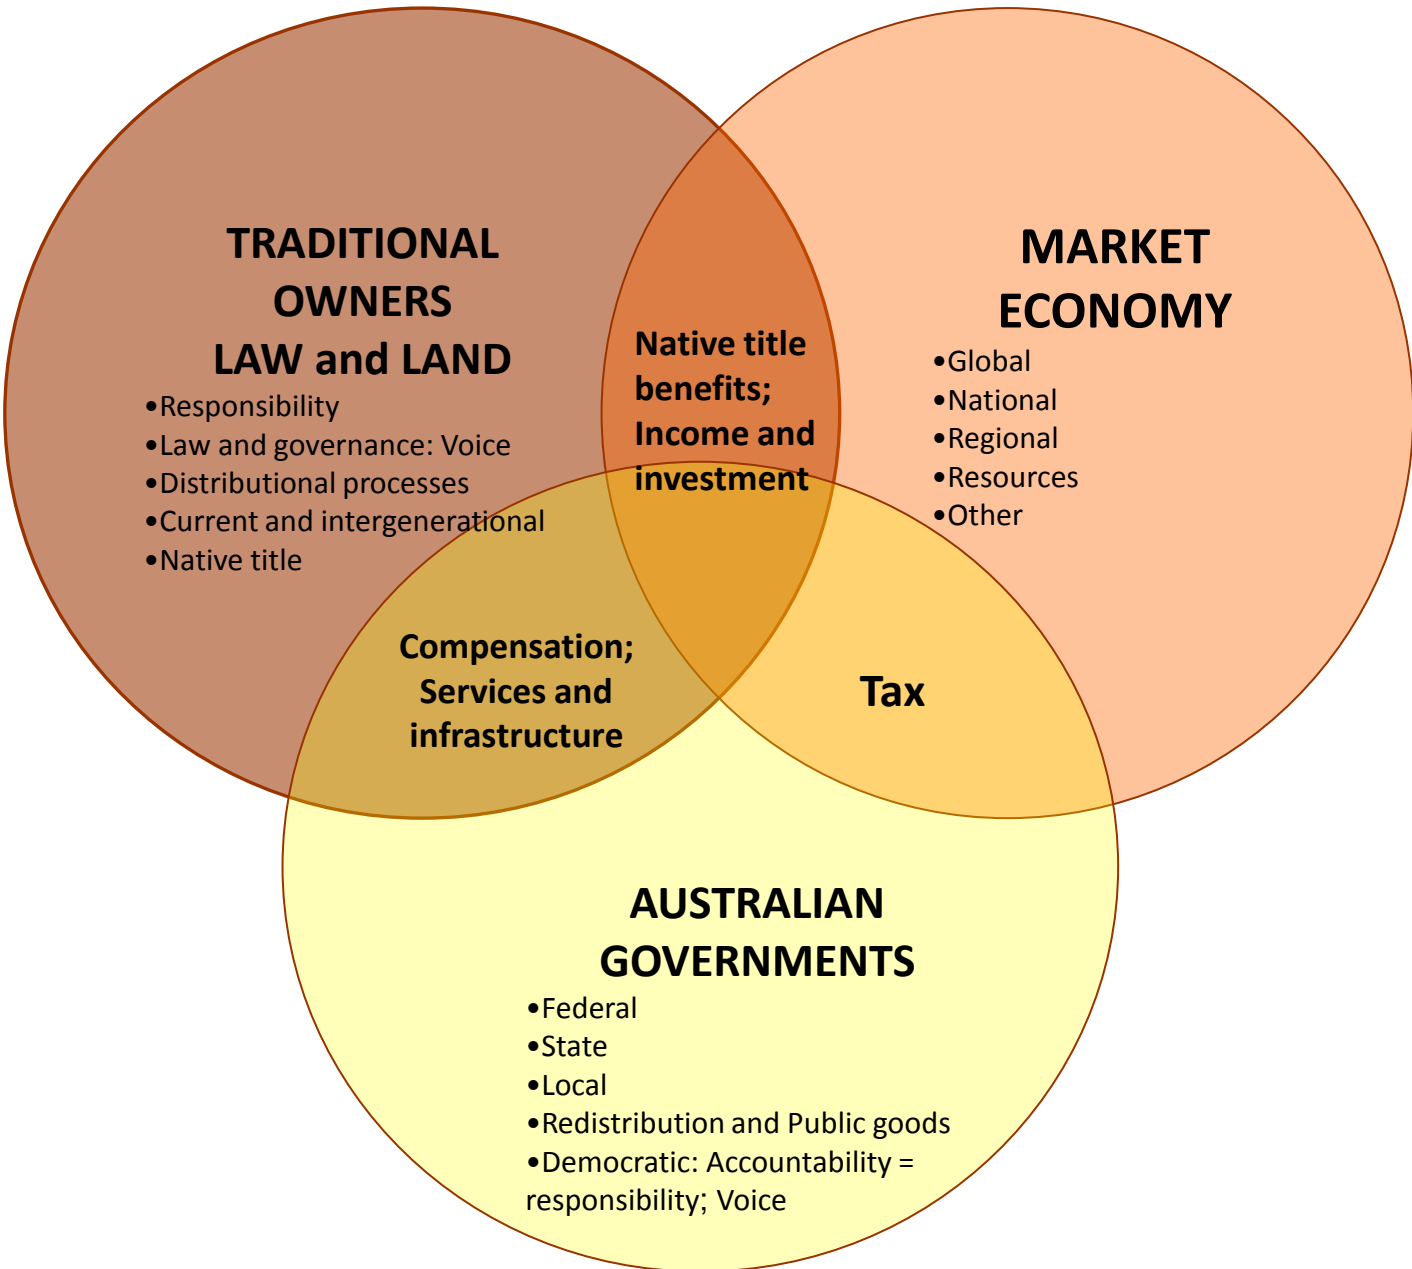 TRADITIONAL
OWNERS
LAW and LAND
•Responsibility
•Law and governance: Voice
•Distributional processes
•Current and intergenerational
•Native title
Native title
benefits;
Income and
investment
MARKET
ECONOMY
•Global
•National
•Regional
•Resources
•Other
Compensation;
Services and
infrastructure
Tax
AUSTRALIAN
GOVERNMENTS
•Federal
•State
•Local
•Redistribution and Public goods
•Democratic: Accountability =
responsibility; Voice